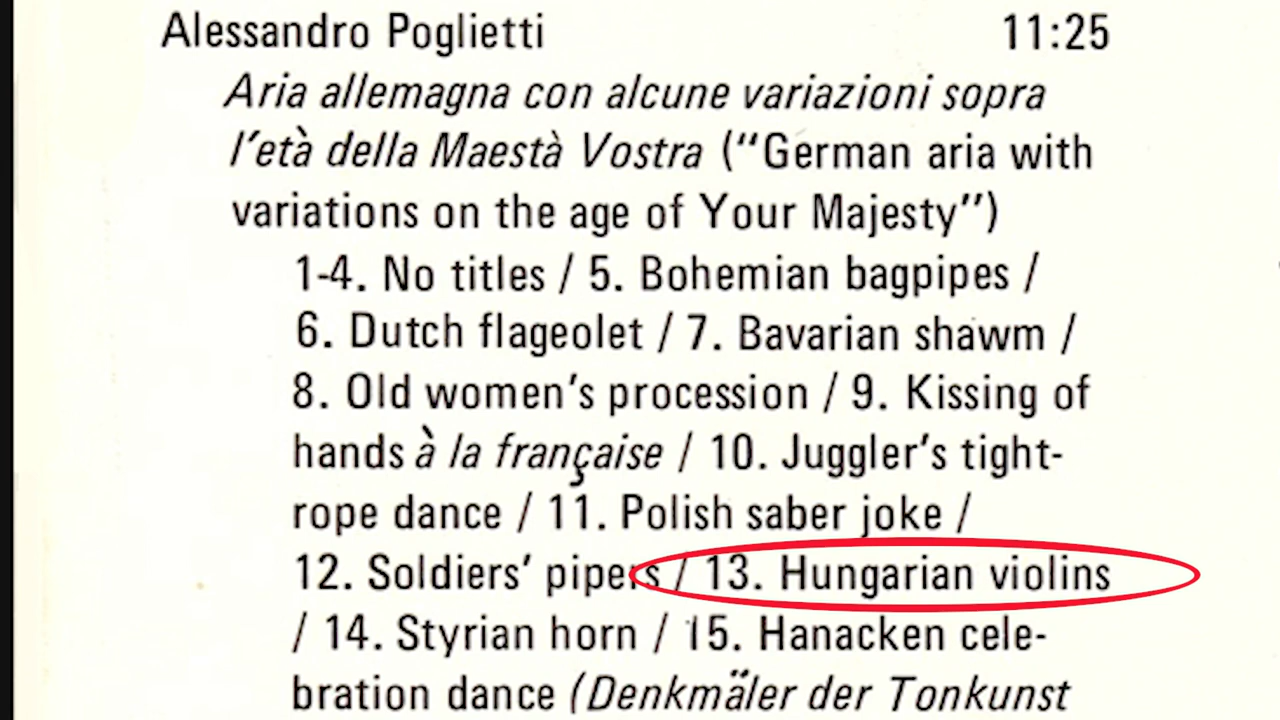 Alessandro Poglietti 11:25
Aria allemagna con alcune variazioni sopra
l'età della Maestà Vostra ("German aria with
variations on the age of Your Majesty")
1-4. No titles / 5. Bohemian bagpipes /
6. Dutch flageolet / 7. Bavarian shawm /
8. Old women's procession / 9. Kissing of
hands à la française / 10. Juggler's tight-
rope dance / 11. Polish saber joke /
12. Soldiers' pipers / 13. Hungarian violins
/ 14. Styrian horn / 15. Hanacken cele-
bration dance (Denkmäler der Tonkunst